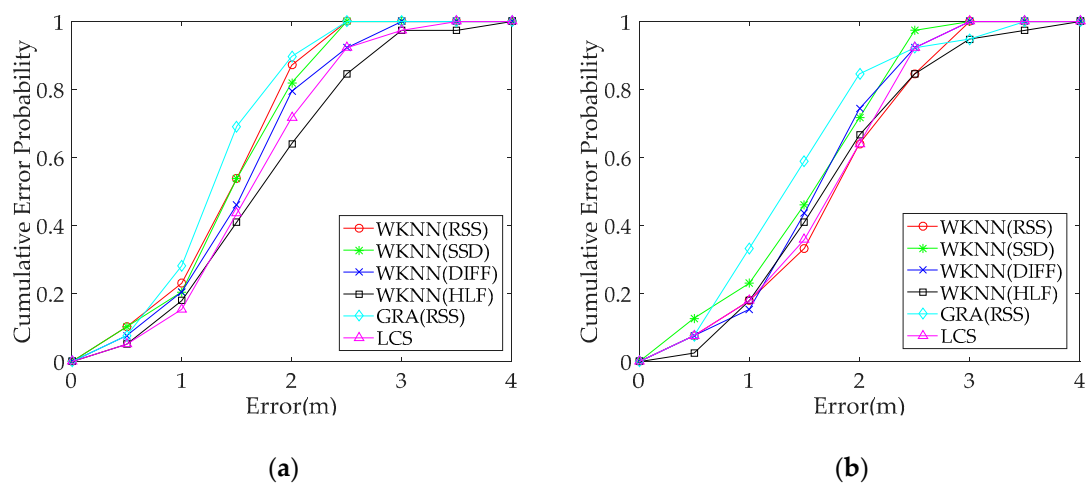 Cumulative Error Probability
1
0.8
0.6
0.4
0.2
0
WKNN(RSS)
WKNN(SSD)
WKNN(DIFF)
WKNN(HLF)
GRA(RSS)
LCS
0 1 2 3 4
Error(m)
(a)
Cumulative Error Probability
1
0.8
0.6
0.4
0.2
0
WKNN(RSS)
WKNN(SSD)
WKNN(DIFF)
WKNN(HLF)
GRA(RSS)
LCS
0 1 2 3 4
Error(m)
(b)